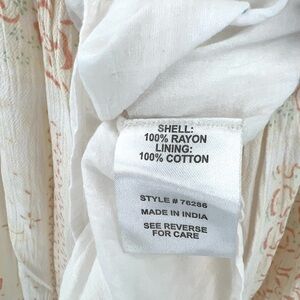 SHELL:
100% RAYON
LINING:
100% COTTON
STYLE # 76286
MADE IN INDIA
SEE REVERSE
FOR CARE